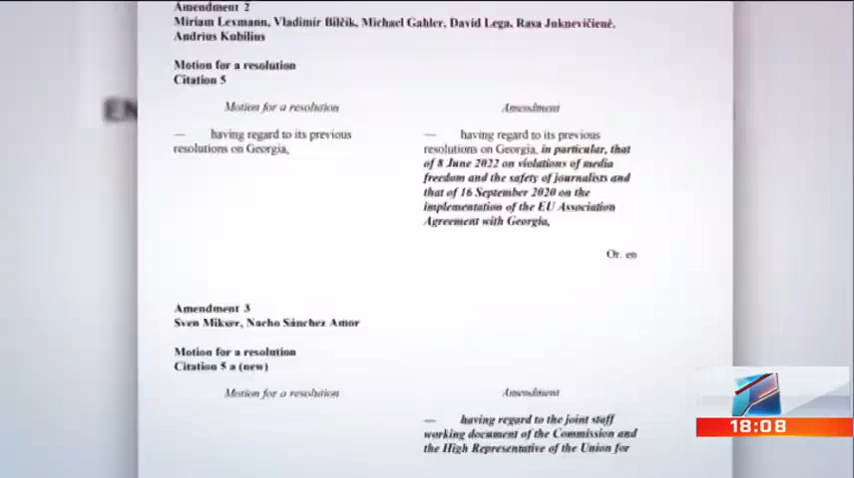 Amendment 2
Miriam Lexmann, Vladimír Bilčík, Michael Gahler, David Lega, Rasa Juknevičienė,
Andrius Kubilius
Motion for a resolution
Citation 5
Motion for a resolution
Amendment
— having regard to its previous
resolutions on Georgia,
— having regard to its previous
resolutions on Georgia, in particular, that
of 8 June 2022 on violations of media
freedom and the safety of journalists and
that of 16 September 2020 on the
implementation of the EU Association
Agreement with Georgia,
Or. en
Amendment 3
Sven Mikser, Nacho Sánchez Amor
Motion for a resolution
Citation 5 a (new)
Motion for a resolution
Amendment
— having regard to the joint staff
working document of the Commission and
the High Representative of the Union for
EN
18:08